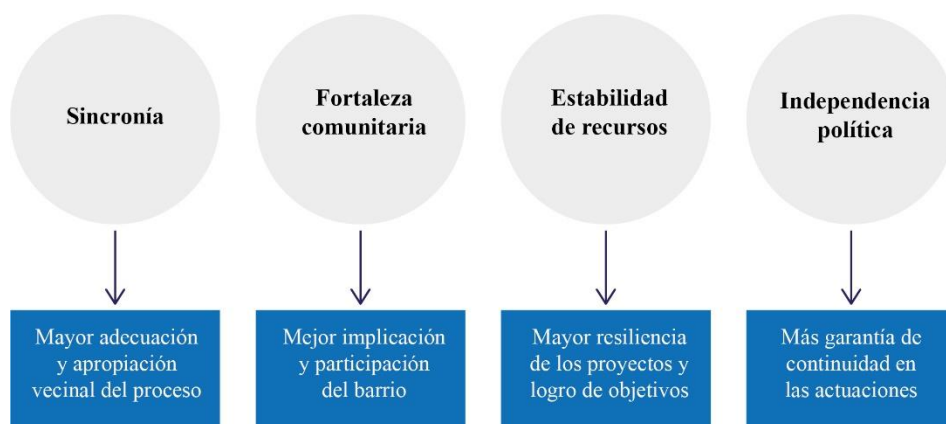 Sincronía
Fortaleza
comunitaria
Estabilidad
de recursos
Independencia
política
Mayor adecuación
y apropiación
vecinal del proceso
Mejor implicación
y participación
del barrio
Mayor resiliencia
de los proyectos y
logro de objetivos
Más garantía de
continuidad en
las actuaciones